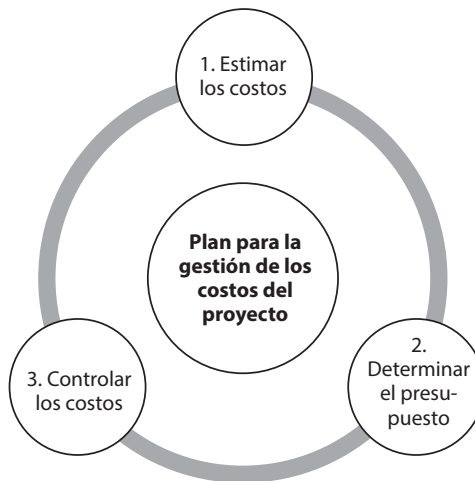 1. Estimar
los costos
Plan para la
gestión de los
costos del
proyecto
2.
Determinar
el presu-
puesto
3. Controlar
los costos